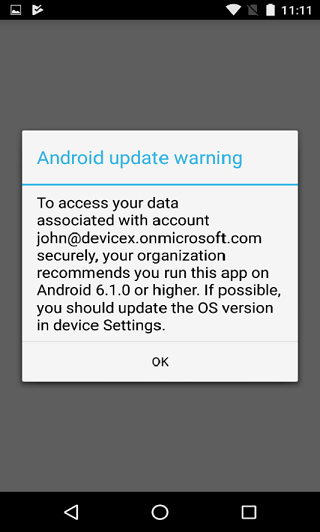 11:11
Android update warning
To access your data
associated with account
john@devicex.onmicrosoft.com
securely, your organization
recommends you run this app on
Android 6.1.0 or higher. If possible,
you should update the OS version
in device Settings.
OK